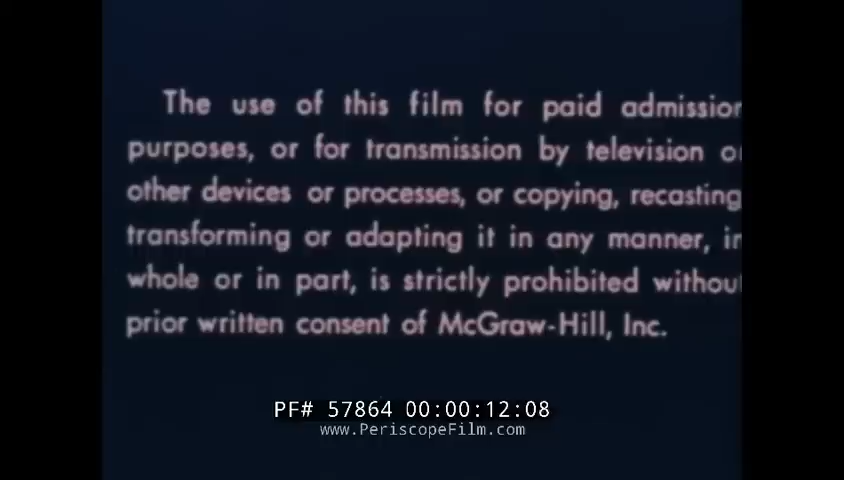 The use of this film for paid admission
purposes, or for transmission by television o
other devices or processes, or copying, recasting
transforming or adapting it in any manner, in
whole or in part, is strictly prohibited withou
prior written consent of McGraw-Hill, Inc.
PF# 57864 00:00:12:08
www.PeriscopeFilm.com